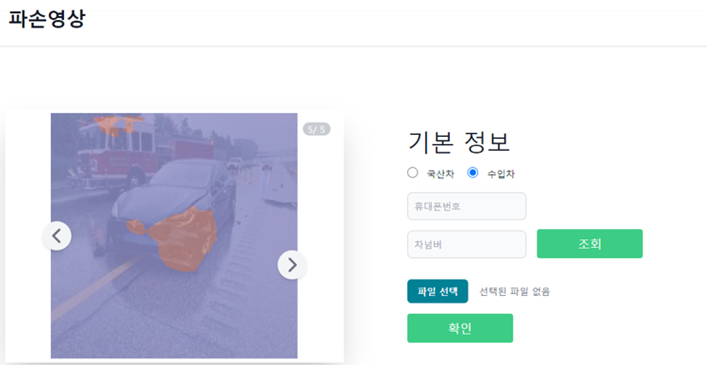 파손영상
5/ 5
기본 정보
국산차 수입차
휴대폰번호
차넘버 조회
파일 선택 선택된 파일 없음
확인